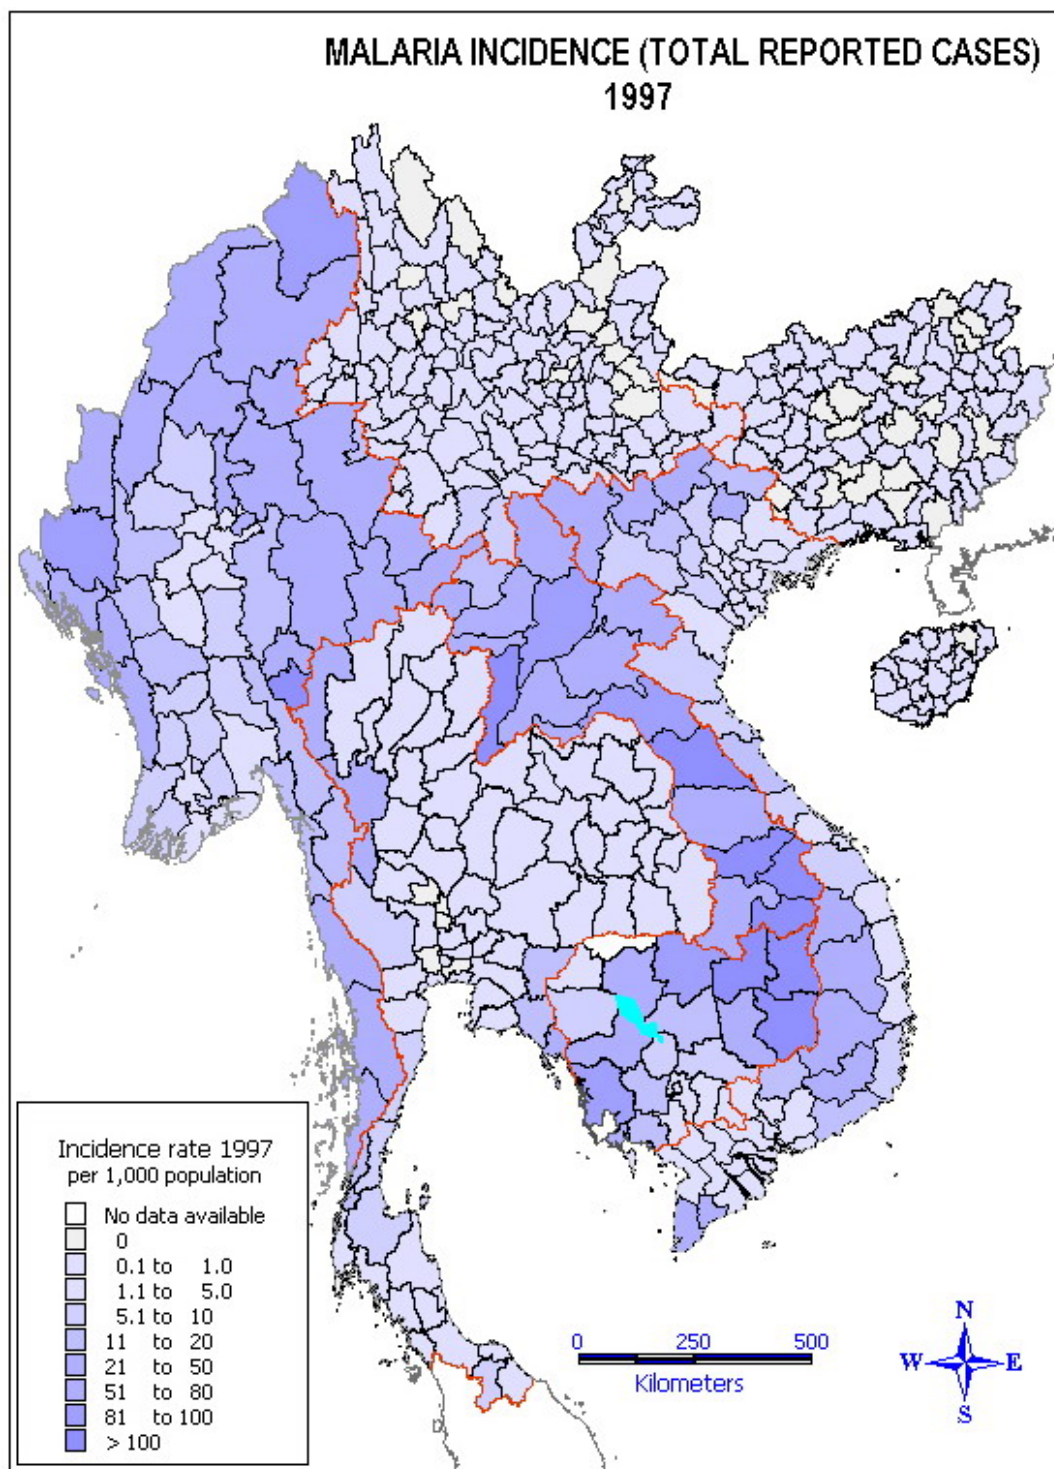 MALARIA INCIDENCE (TOTAL REPORTED CASES)
1997
Incidence rate 1997
per 1,000 population
No data available
0
0.1 to 1.0
1.1 to 5.0
5.1 to 10
11 to 20
21 to 50
51 to 80
81 to 100
> 100
0 250 500
Kilometers
N
W E
S